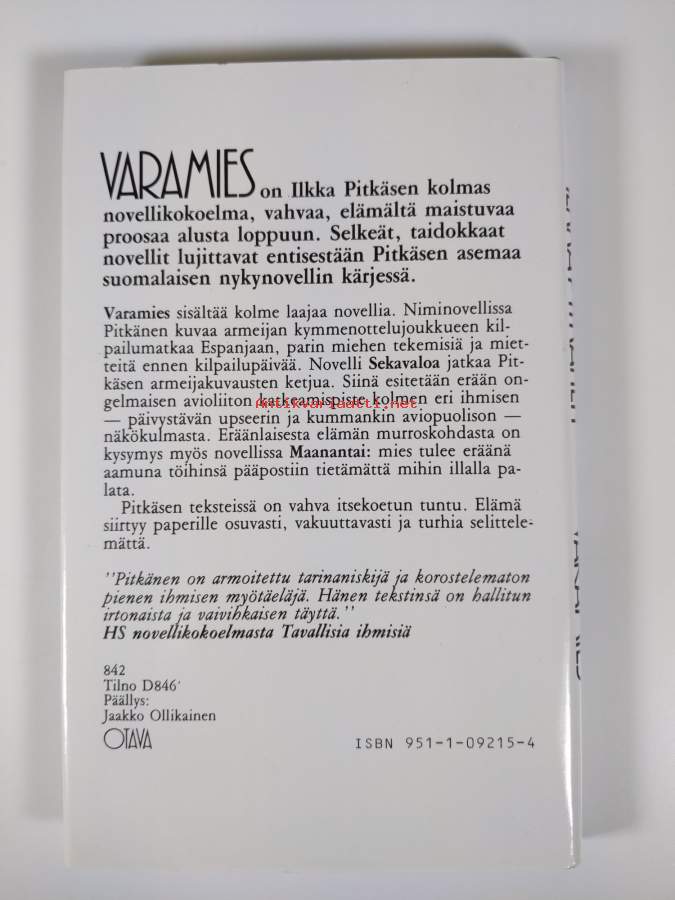 VARAMIES on Ilkka Pitkäsen kolmas
novellikokoelma, vahvaa, elämältä maistuvaa
proosaa alusta loppuun. Selkeät, taidokkaat
novellit lujittavat entisestään Pitkäsen asemaa
suomalaisen nykynovellin kärjessä.
Varamies sisältää kolme laajaa novellia. Niminovellissa
Pitkänen kuvaa armeijan kymmenottelujoukkueen kil-
pailumatkaa Espanjaan, parin miehen tekemisiä ja miet-
teitä ennen kilpailupäivää. Novelli Sekavaloa jatkaa Pit-
käsen armeijakuvausten ketjua. Siinä esitetään erään on-
gelmaisen avioliiton katkeamispiste kolmen eri ihmisen
— päivystävän upseerin ja kummankin aviopuolison —
näkökulmasta. Eräänlaisesta elämän murroskohdasta on
kysymys myös novellissa Maanantai: mies tulee eräänä
aamuna töihinsä pääpostiin tietämättä mihin illalla pa-
lata.
Pitkäsen teksteissä on vahva itsekoetun tuntu. Elämä
siirtyy paperille osuvasti, vakuuttavasti ja turhia selittele-
mättä.
"Pitkänen on armoitettu tarinaniskijä ja korostelematon
pienen ihmisen myötäeläjä. Hänen tekstinsä on hallitun
irtonaista ja vaivihkaisen täyttä."
HS novellikokoelmasta Tavallisia ihmisiä
842
Tilno D846
Päällys:
Jaakko Ollikainen
OTAVA
ISBN 951-1-09215-4
Antikvariaatti.net